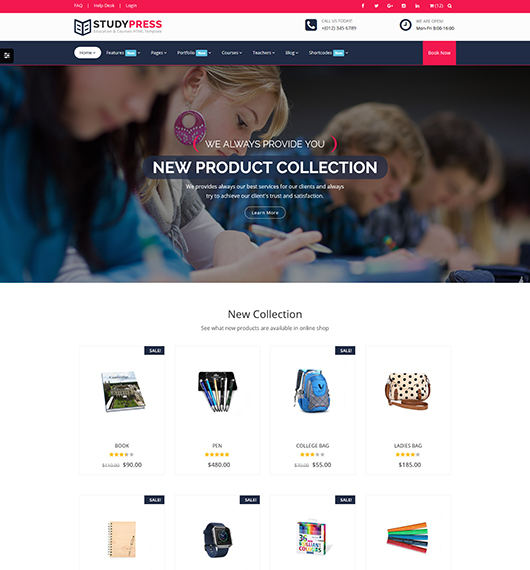 FAQ | Help Desk | Login
(12)
STUDYPRESS
Education & Courses HTML Template
CALL US TODAY!
+(012) 345 6789
WE ARE OPEN!
Mon-Fri 8:00-16:00
Home Features New Pages Portfolio New Courses Teachers Blog Shortcodes New Book Now
WE ALWAYS PROVIDE YOU
NEW PRODUCT COLLECTION
We provides always our best services for our clients and always
try to achieve our client's trust and satisfaction.
Learn More
New Collection
See what new products are available in online shop
SALE! SALE!
BOOK PEN COLLEGE BAG LADIES BAG
$110.00 $90.00 $480.00 $70.00 $55.00 $185.00
SALE! SALE! SALE!
36
BRILLIANT
COLOURS